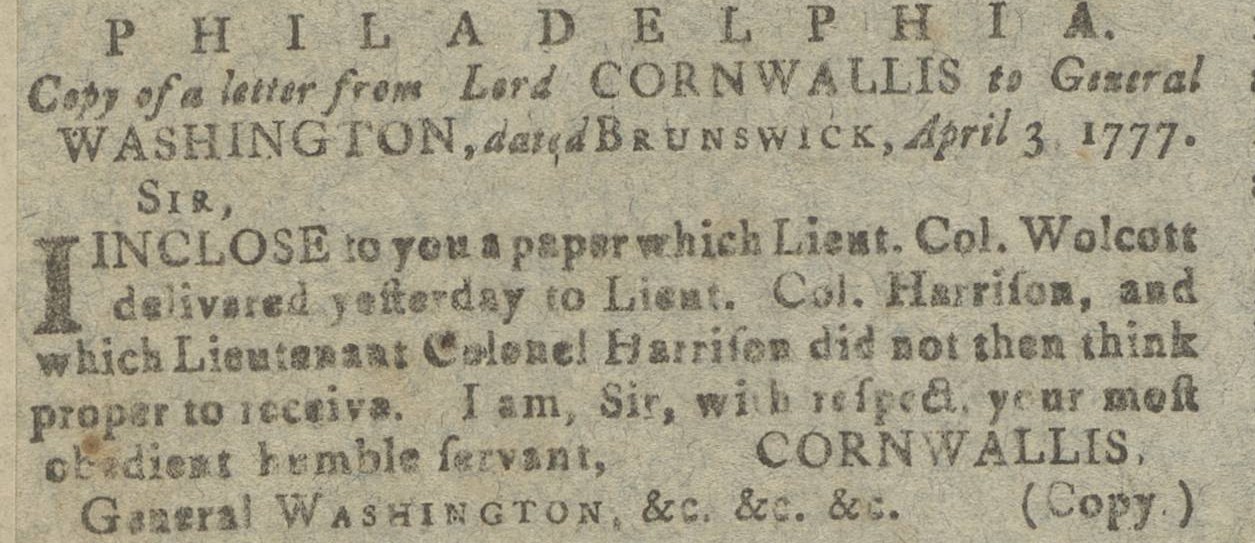 PHILADELPHIA.
Copy of a letter from Lord CORNWALLIS to General
WASHINGTON, dated BRUNSWICK, April 3 1777.
SIR,
I INCLOSE to you a paper which Lieut. Col. Wolcott
delivered yeſterday to Lieut. Col. Harriſon, and
which Lieutenant Colonel Harriſon did not then think
proper to receive. I am, Sir, with reſpect, your moſt
obedient humble ſervant, CORNWALLIS,
General WASHINGTON, &c. &c. &c. (Copy.)